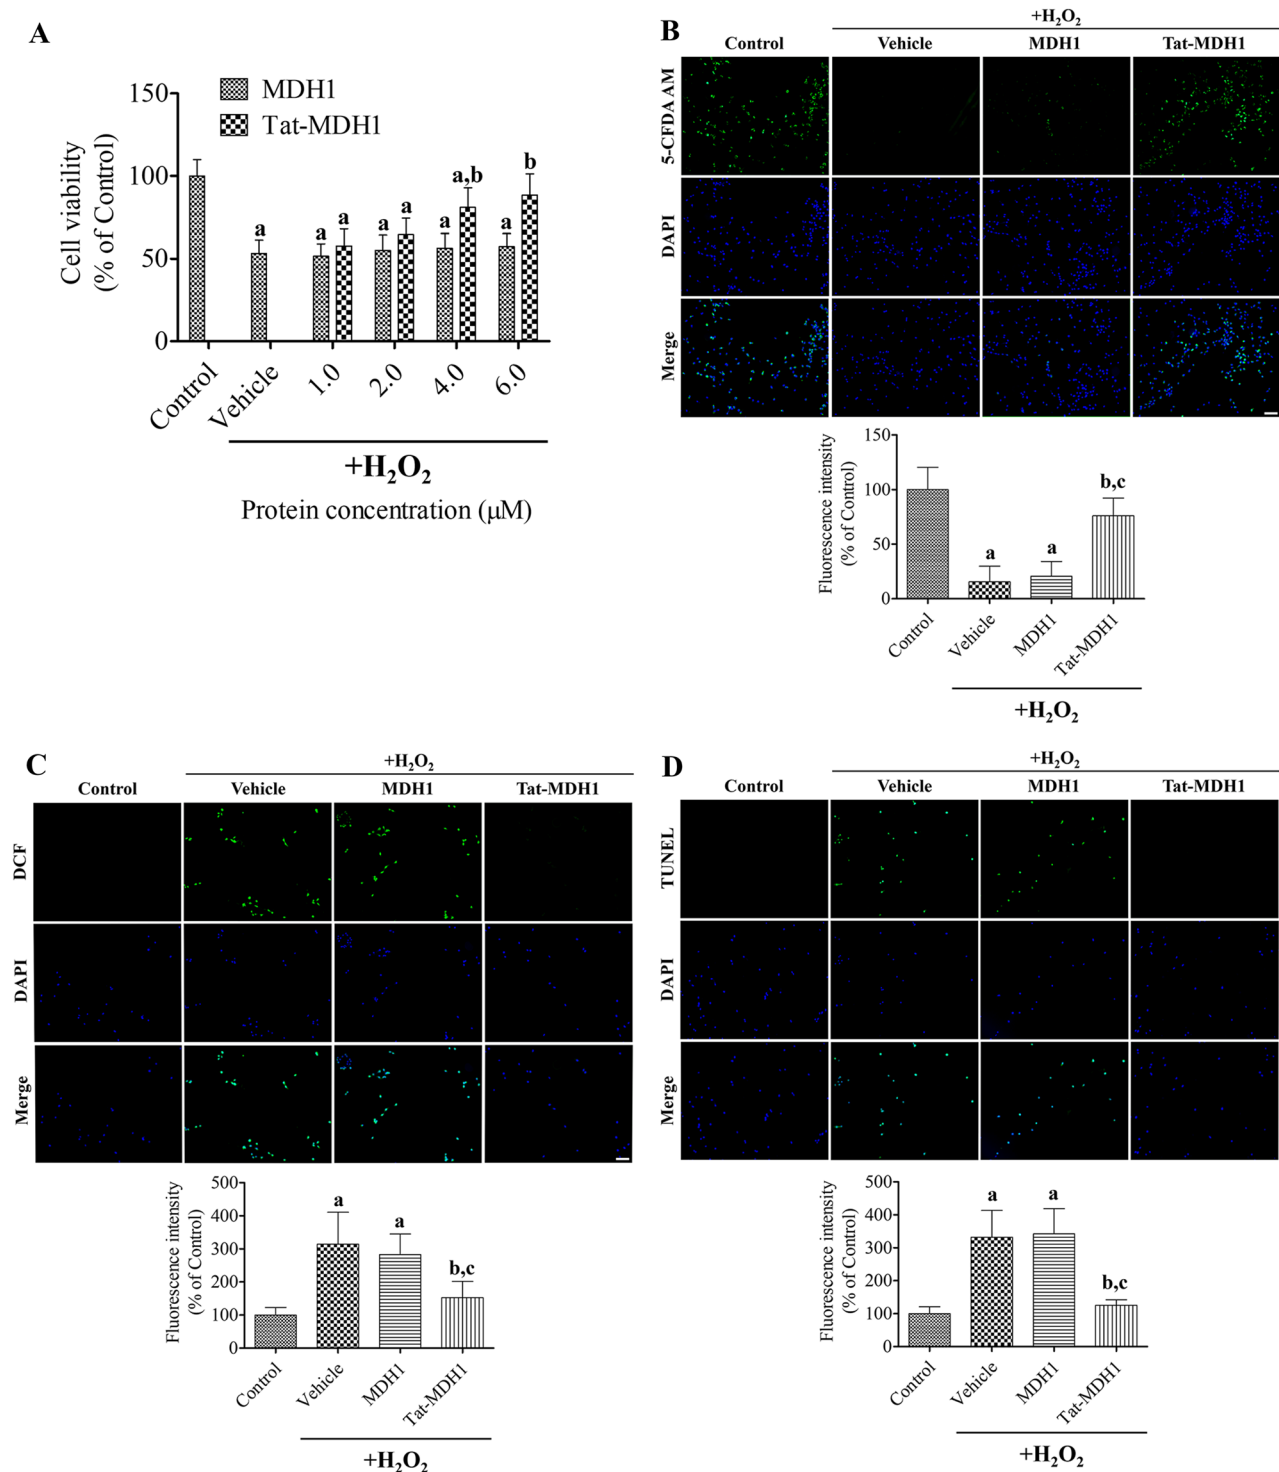 A
MDH1
Tat-MDH1
Cell viability
(% of Control)
150
100
50
0
a
a
a
a
a
a
a,b
a
b
Control
Vehicle
1.0
2.0
4.0
6.0
+H₂O₂
Protein concentration (μM)
B
+H₂O₂
Control Vehicle MDH1 Tat-MDH1
5-CFDA AM
DAPI
Merge
Fluorescence intensity
(% of Control)
150
100
50
0
a
a
b,c
Control
Vehicle
MDH1
Tat-MDH1
+H₂O₂
C
+H₂O₂
Control Vehicle MDH1 Tat-MDH1
DCF
DAPI
Merge
Fluorescence intensity
(% of Control)
500
400
300
200
100
0
a
a
b,c
Control
Vehicle
MDH1
Tat-MDH1
+H₂O₂
D
+H₂O₂
Control Vehicle MDH1 Tat-MDH1
TUNEL
DAPI
Merge
Fluorescence intensity
(% of Control)
500
400
300
200
100
0
a
a
b,c
Control
Vehicle
MDH1
Tat-MDH1
+H₂O₂